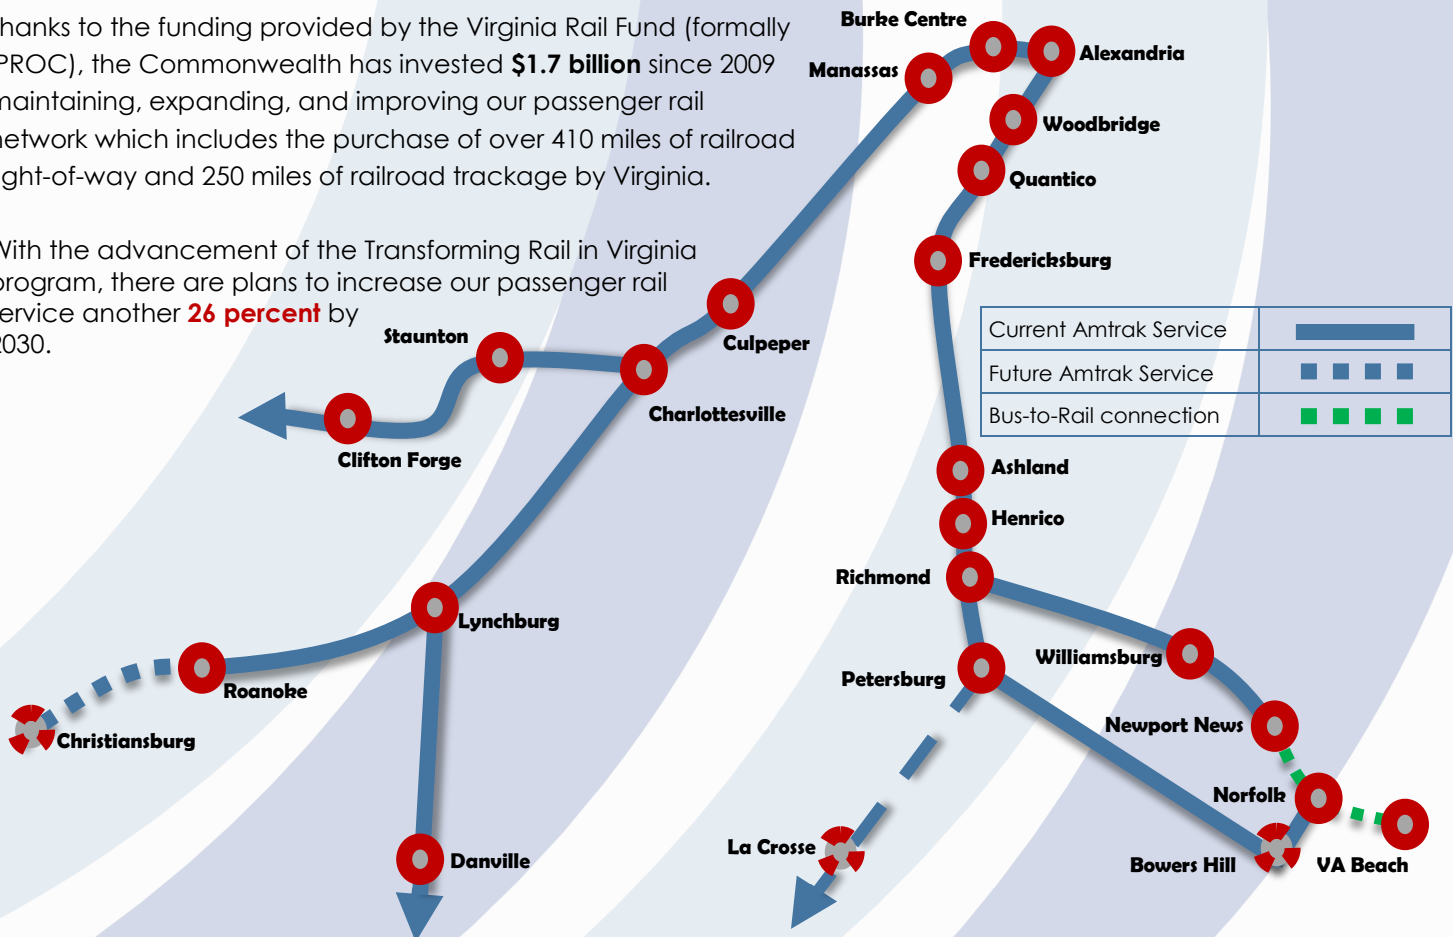 hanks to the funding provided by the Virginia Rail Fund (formally
PROC), the Commonwealth has invested $1.7 billion since 2009
maintaining, expanding, and improving our passenger rail
network which includes the purchase of over 410 miles of railroad
ight-of-way and 250 miles of railroad trackage by Virginia.
With the advancement of the Transforming Rail in Virginia
program, there are plans to increase our passenger rail
ervice another 26 percent by
2030.
Burke Centre
Alexandria
Manassas
Woodbridge
Quantico
Fredericksburg
Current Amtrak Service
Future Amtrak Service
Bus-to-Rail connection
Staunton
Culpeper
Charlottesville
Clifton Forge
Ashland
Henrico
Richmond
Lynchburg
Williamsburg
Petersburg
Roanoke
Newport News
Christiansburg
Norfolk
La Crosse
Danville
Bowers Hill
VA Beach